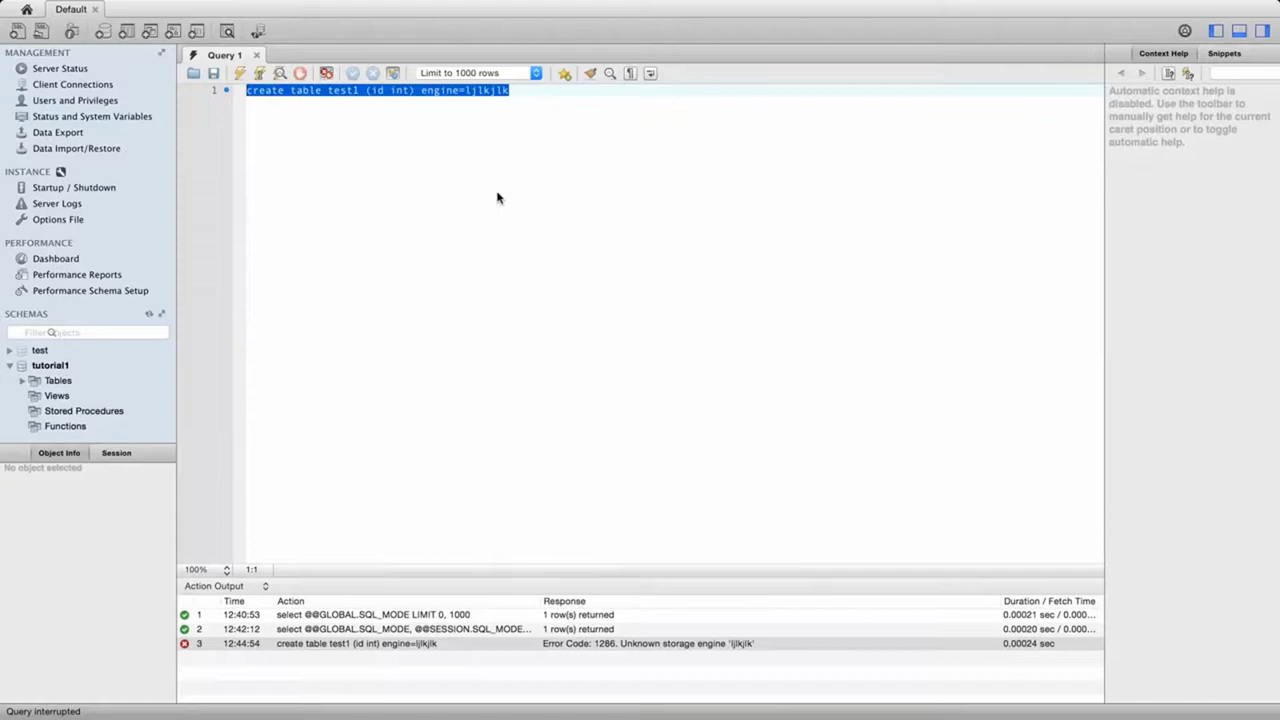 Default
Query 1
Limit to 1000 rows
Context Help
Snippets
MANAGEMENT
Server Status
Client Connections
Users and Privileges
Status and System Variables
Data Export
Data Import/Restore
INSTANCE
Startup / Shutdown
Server Logs
Options File
PERFORMANCE
Dashboard
Performance Reports
Performance Schema Setup
SCHEMAS
test
tutorial1
Tables
Views
Stored Procedures
Functions
Object Info
Session
No object selected
1
create table test1 (id int) engine=ljlkjlk
Automatic context help is
disabled. Use the toolbar to
manually get help for the current
caret position or to toggle
automatic help.
100%
1:1
Action Output
Time Action Response Duration / Fetch Time
1 12:40:53 select @@GLOBAL.SQL_MODE LIMIT 0, 1000 1 row(s) returned 0.00021 sec / 0.000...
2 12:42:12 select @@GLOBAL.SQL_MODE, @@SESSION.SQL_MODE... 1 row(s) returned 0.00020 sec / 0.000...
3 12:44:54 create table test1 (id int) engine=ljlkjlk Error Code: 1286. Unknown storage engine 'ljlkjlk' 0.00024 sec
Query interrupted